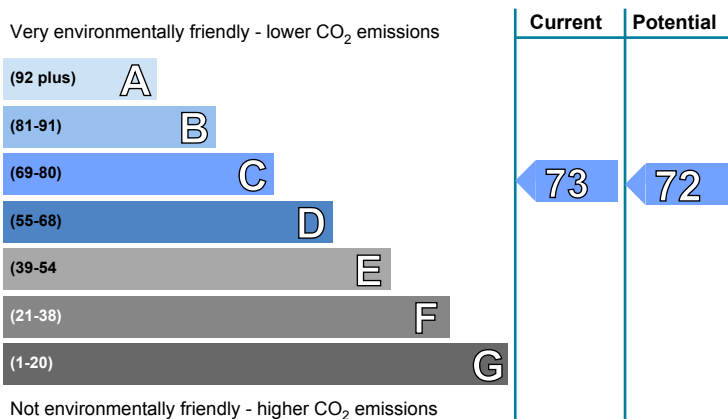 Current Potential
Very environmentally friendly - lower CO2 emissions
(92 plus) A
(81-91) B
(69-80) C 73 72
(55-68) D
(39-54 E
(21-38) F
(1-20) G
Not environmentally friendly - higher CO2 emissions